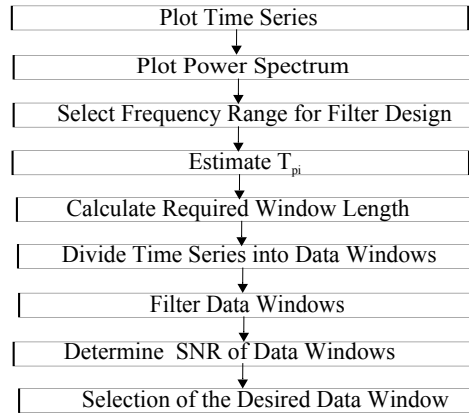 Plot Time Series
Plot Power Spectrum
Select Frequency Range for Filter Design
Estimate Tpi
Calculate Required Window Length
Divide Time Series into Data Windows
Filter Data Windows
Determine SNR of Data Windows
Selection of the Desired Data Window